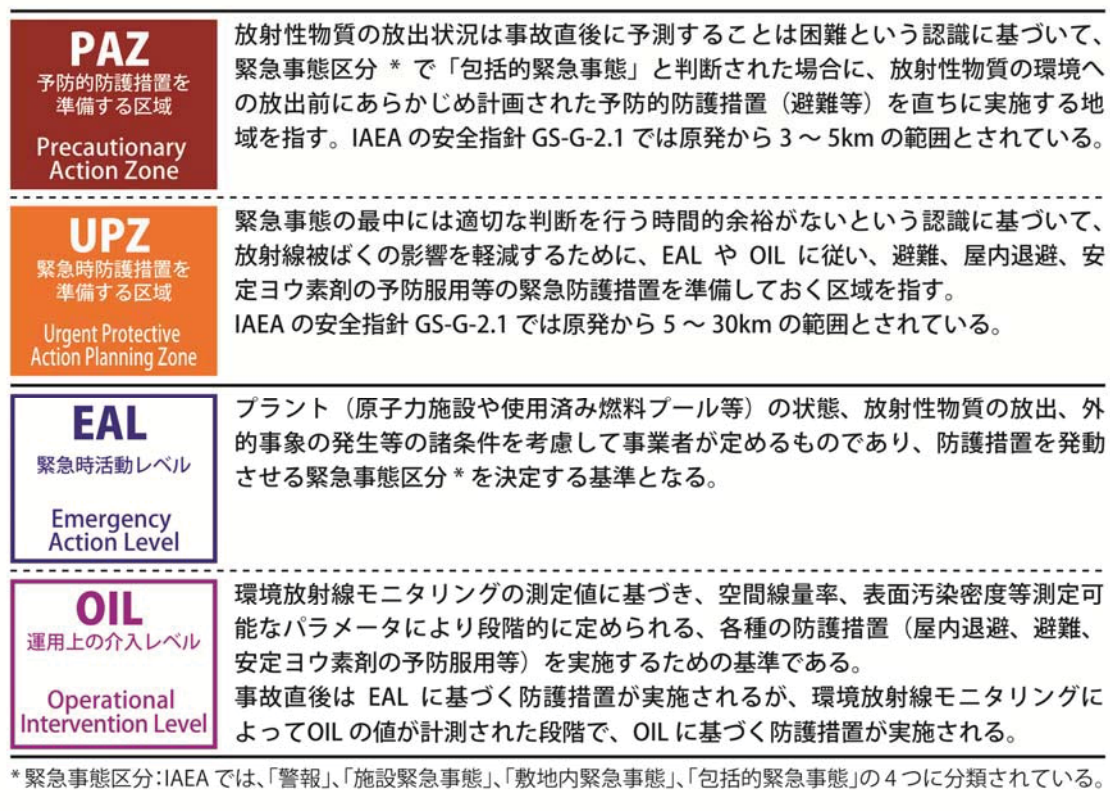 PAZ
予防的防護措置を
準備する区域
Precautionary
Action Zone
放射性物質の放出状況は事故直後に予測することは困難という認識に基づいて、
緊急事態区分 * で「包括的緊急事態」と判断された場合に、放射性物質の環境へ
の放出前にあらかじめ計画された予防的防護措置（避難等）を直ちに実施する地
域を指す。IAEA の安全指針 GS-G-2.1 では原発から 3 ～ 5km の範囲とされている。
UPZ
緊急時防護措置を
準備する区域
Urgent Protective
Action Planning Zone
緊急事態の最中には適切な判断を行う時間的余裕がないという認識に基づいて、
放射線被ばくの影響を軽減するために、EAL や OIL に従い、避難、屋内退避、安
定ヨウ素剤の予防服用等の緊急防護措置を準備しておく区域を指す。
IAEA の安全指針 GS-G-2.1 では原発から 5 ～ 30km の範囲とされている。
EAL
緊急時活動レベル
Emergency
Action Level
プラント（原子力施設や使用済み燃料プール等）の状態、放射性物質の放出、外
的事象の発生等の諸条件を考慮して事業者が定めるものであり、防護措置を発動
させる緊急事態区分 * を決定する基準となる。
OIL
運用上の介入レベル
Operational
Intervention Level
環境放射線モニタリングの測定値に基づき、空間線量率、表面汚染密度等測定可
能なパラメータにより段階的に定められる、各種の防護措置（屋内退避、避難、
安定ヨウ素剤の予防服用等）を実施するための基準である。
事故直後は EAL に基づく防護措置が実施されるが、環境放射線モニタリングに
よってOIL の値が計測された段階で、OIL に基づく防護措置が実施される。
* 緊急事態区分：IAEA では、「警報」、「施設緊急事態」、「敷地内緊急事態」、「包括的緊急事態」の 4 つに分類されている。